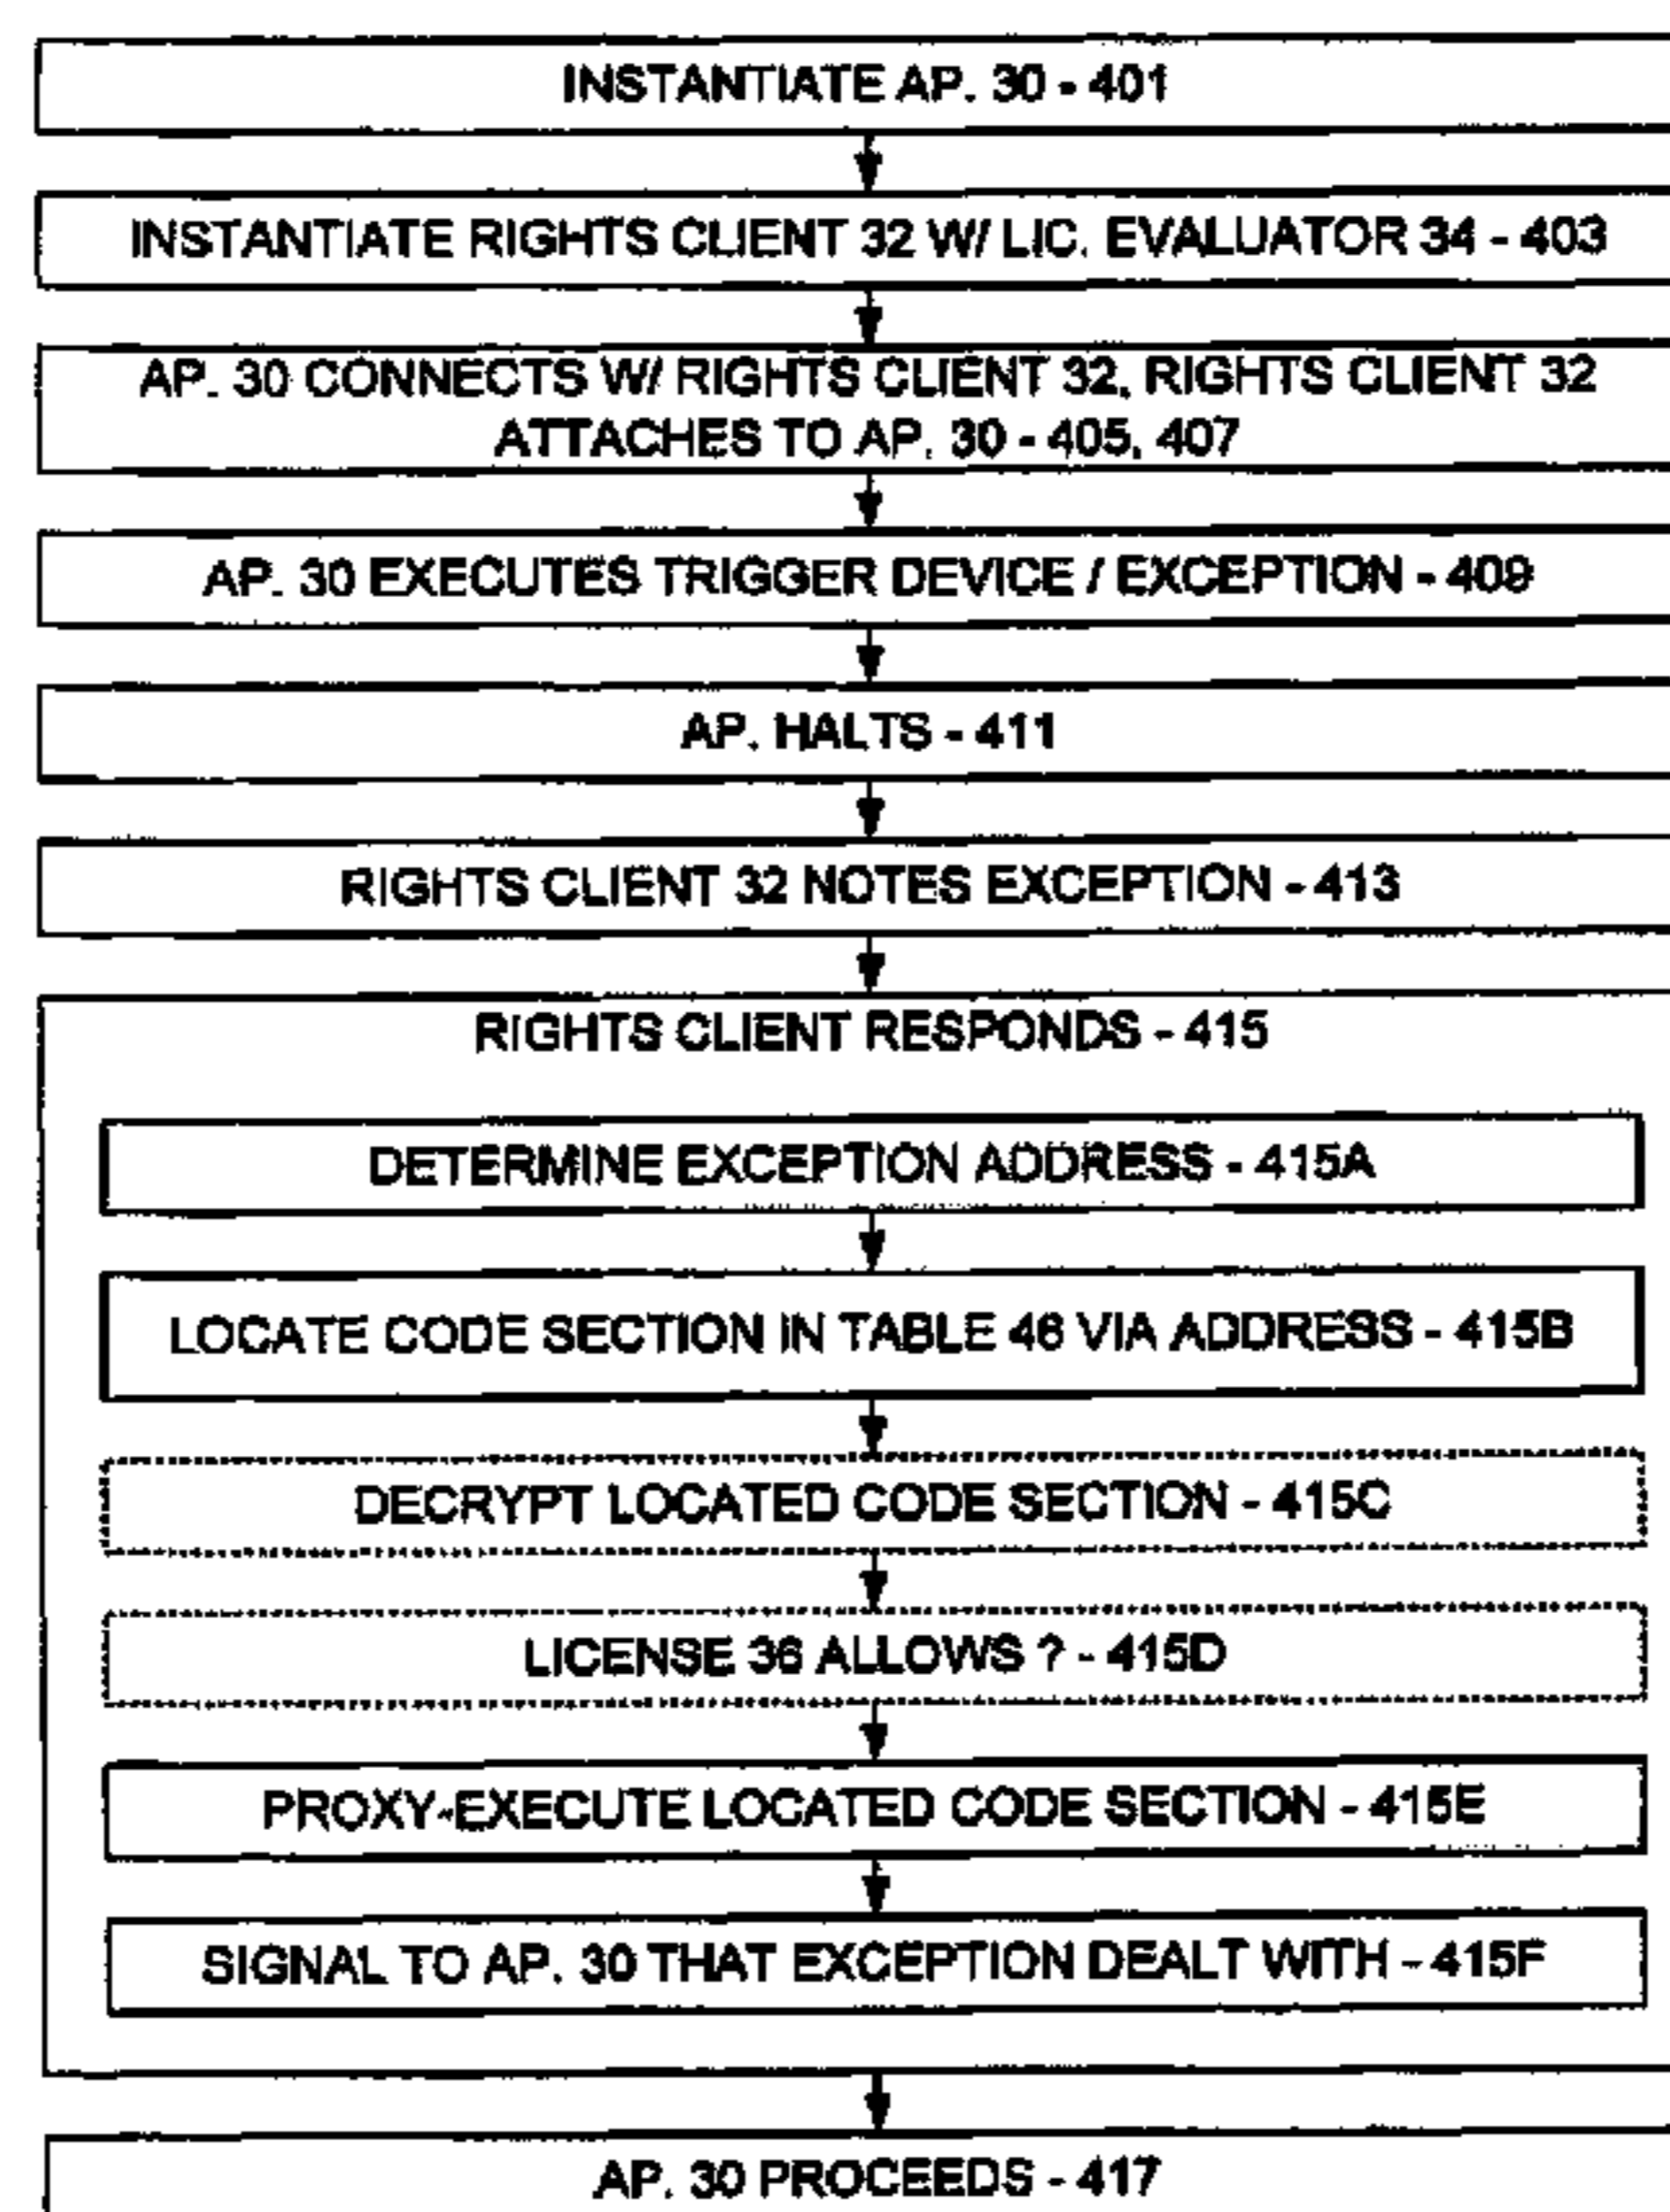 INSTANTIATE AP. 30 - 401
INSTANTIATE RIGHTS CLIENT 32 W/ LIC. EVALUATOR 34 - 403
AP. 30 CONNECTS W/ RIGHTS CLIENT 32, RIGHTS CLIENT 32
ATTACHES TO AP. 30 - 405, 407
AP. 30 EXECUTES TRIGGER DEVICE / EXCEPTION - 409
AP. HALTS - 411
RIGHTS CLIENT 32 NOTES EXCEPTION - 413
RIGHTS CLIENT RESPONDS - 415
DETERMINE EXCEPTION ADDRESS - 415A
LOCATE CODE SECTION IN TABLE 46 VIA ADDRESS - 415B
DECRYPT LOCATED CODE SECTION - 415C
LICENSE 36 ALLOWS ? - 415D
PROXY-EXECUTE LOCATED CODE SECTION - 415E
SIGNAL TO AP. 30 THAT EXCEPTION DEALT WITH - 415F
AP. 30 PROCEEDS - 417